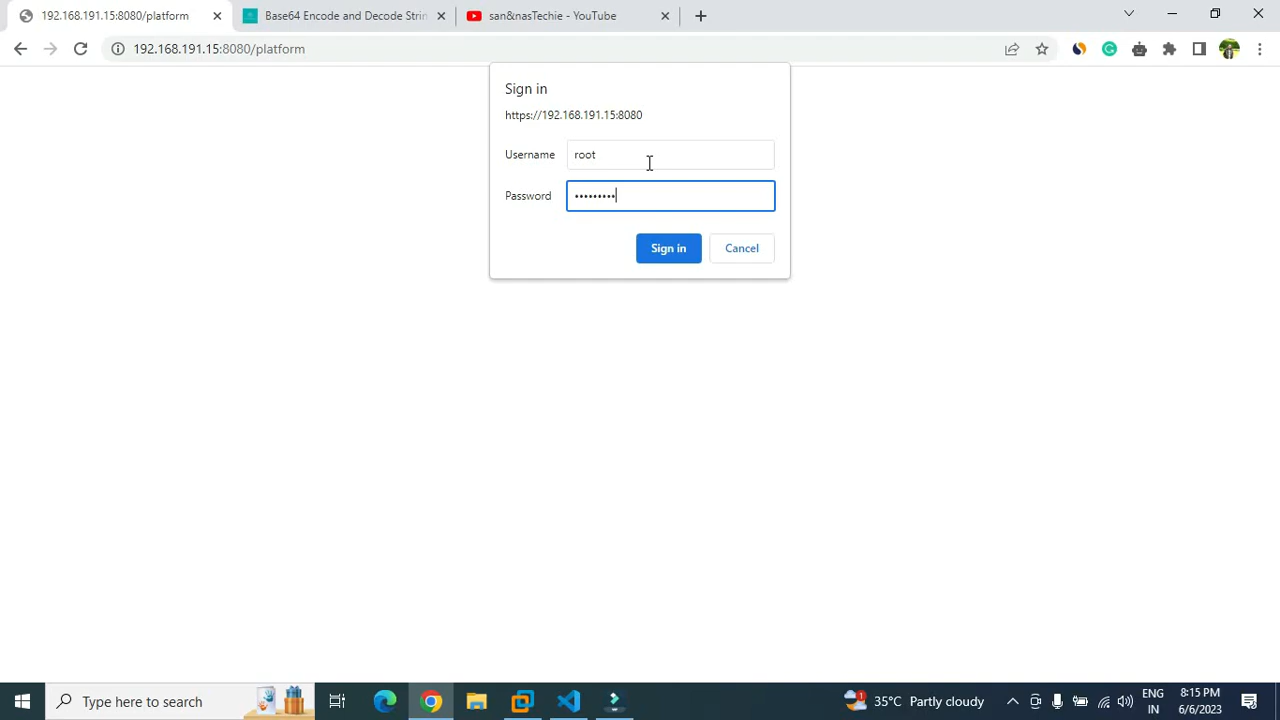 192.168.191.15:8080/platform
Base64 Encode and Decode Strin
san&nasTechie - YouTube
192.168.191.15:8080/platform
Sign in
https://192.168.191.15:8080
Username root
Password •••••••••
Sign in Cancel
Type here to search
1
35°C Partly cloudy
ENG
IN
8:15 PM
6/6/2023